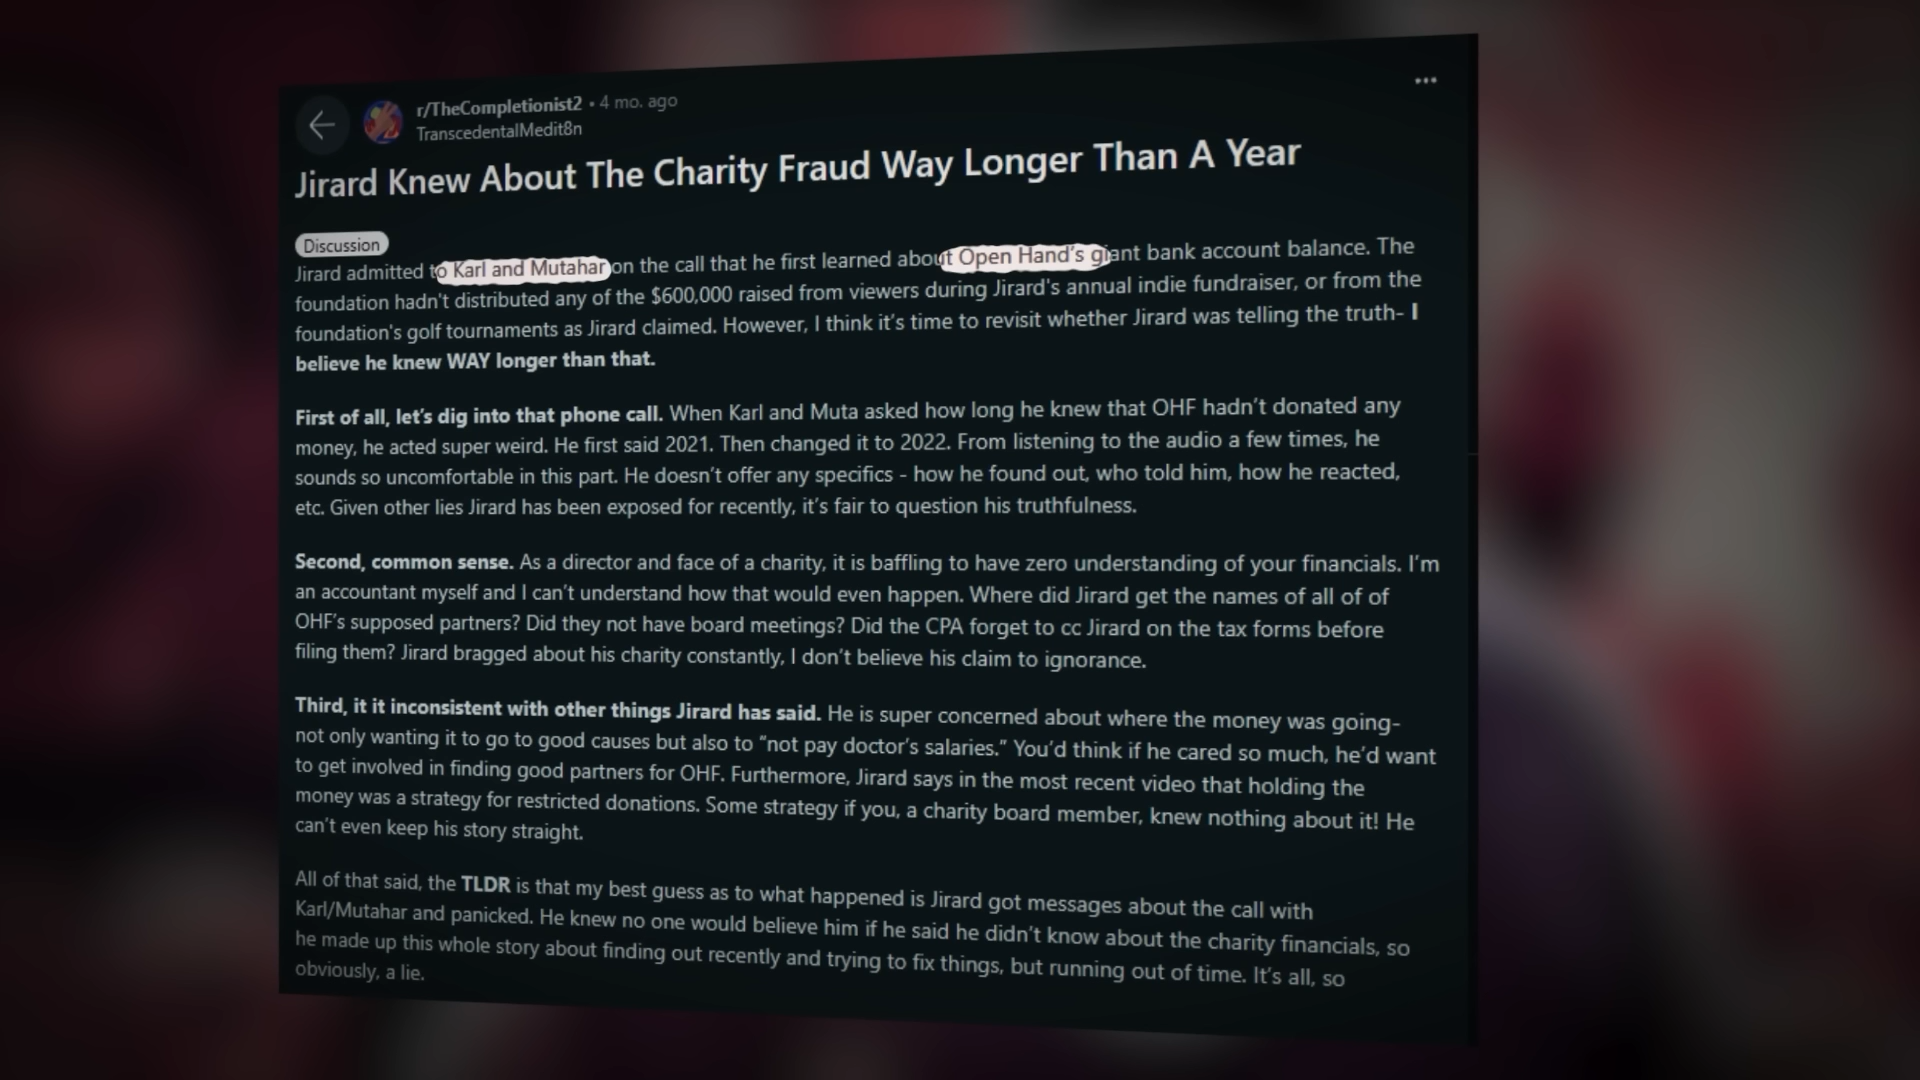 r/TheCompletionist2 • 4 mo. ago
TranscedentalMedit8n
Jirard Knew About The Charity Fraud Way Longer Than A Year
Discussion
Jirard admitted to Karl and Mutahar on the call that he first learned about Open Hand's giant bank account balance. The
foundation hadn't distributed any of the $600,000 raised from viewers during Jirard's annual indie fundraiser, or from the
foundation's golf tournaments as Jirard claimed. However, I think it's time to revisit whether Jirard was telling the truth- I
believe he knew WAY longer than that.
First of all, let's dig into that phone call. When Karl and Muta asked how long he knew that OHF hadn't donated any
money, he acted super weird. He first said 2021. Then changed it to 2022. From listening to the audio a few times, he
sounds so uncomfortable in this part. He doesn't offer any specifics - how he found out, who told him, how he reacted,
etc. Given other lies Jirard has been exposed for recently, it's fair to question his truthfulness.
Second, common sense. As a director and face of a charity, it is baffling to have zero understanding of your financials. I'm
an accountant myself and I can't understand how that would even happen. Where did Jirard get the names of all of of
OHF's supposed partners? Did they not have board meetings? Did the CPA forget to cc Jirard on the tax forms before
filing them? Jirard bragged about his charity constantly, I don't believe his claim to ignorance.
Third, it it inconsistent with other things Jirard has said. He is super concerned about where the money was going-
not only wanting it to go to good causes but also to “not pay doctor's salaries.” You'd think if he cared so much, he'd want
to get involved in finding good partners for OHF. Furthermore, Jirard says in the most recent video that holding the
money was a strategy for restricted donations. Some strategy if you, a charity board member, knew nothing about it! He
can't even keep his story straight.
All of that said, the TLDR is that my best guess as to what happened is Jirard got messages about the call with
Karl/Mutahar and panicked. He knew no one would believe him if he said he didn't know about the charity financials, so
he made up this whole story about finding out recently and trying to fix things, but running out of time. It's all, so
obviously, a lie.